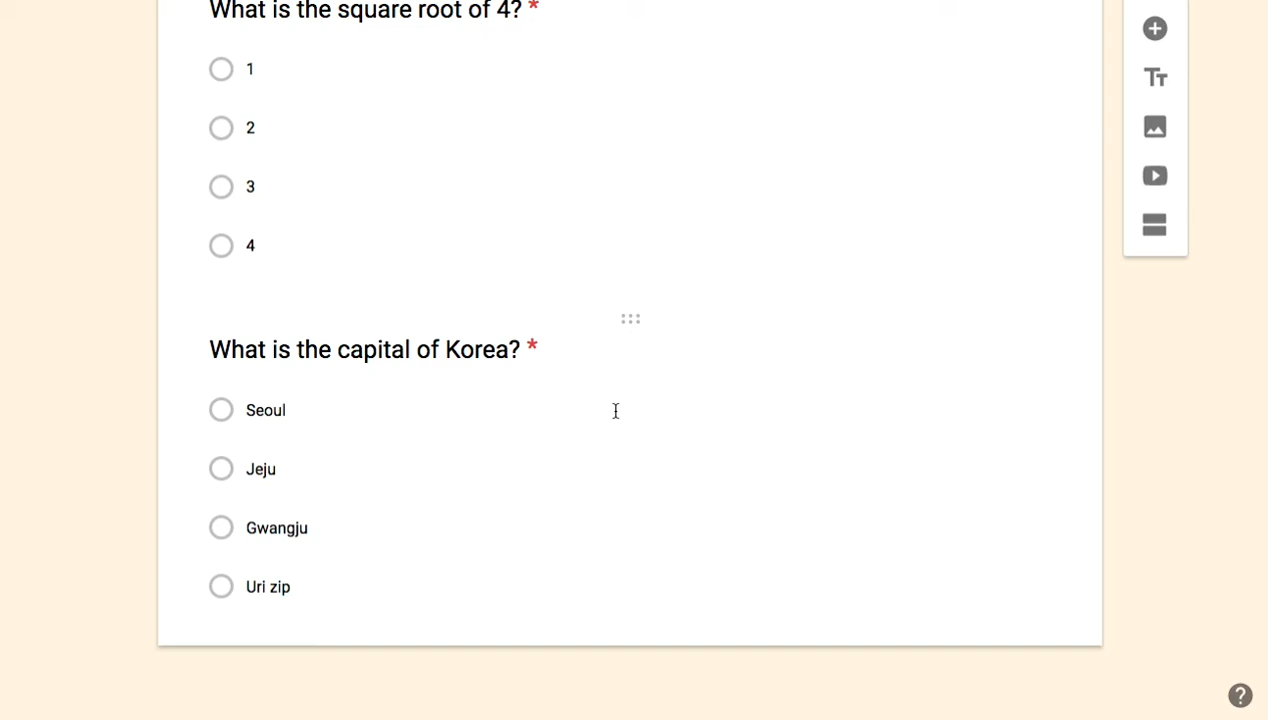 What is the square root of 4? *
1
2
3
4
What is the capital of Korea? *
Seoul
Jeju
Gwangju
Uri zip